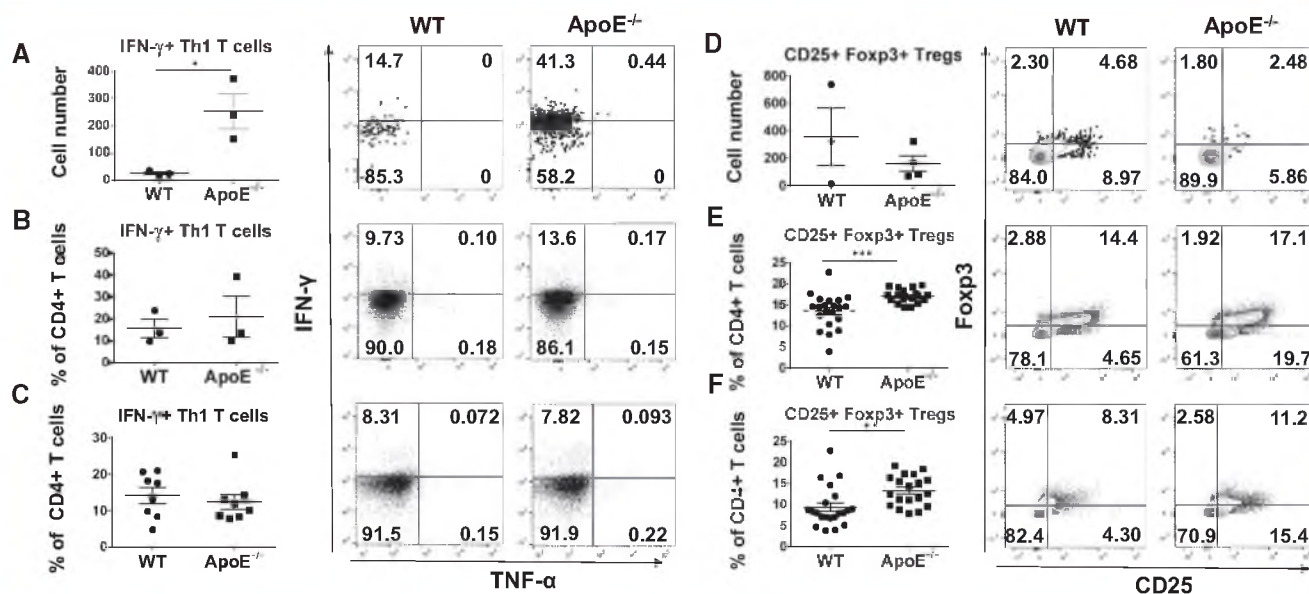 WT ApoE-/- WT ApoE-/-
A IFN-γ+ Th1 T cells
*
Cell number
400
300
200
100
0
WT ApoE-/-
14.7 0
85.3 0
41.3 0.44
58.2 0
B IFN-γ+ Th1 T cells
% of CD4+ T cells
50
40
30
20
10
0
WT ApoE-/-
IFN-γ
9.73 0.10
90.0 0.18
13.6 0.17
86.1 0.15
C IFN-γ+ Th1 T cells
% of CD4+ T cells
30
20
10
0
WT ApoE-/-
8.31 0.072
91.5 0.15
7.82 0.093
91.9 0.22
TNF-α
D CD25+ Foxp3+ Tregs
Cell number
800
600
400
200
0
WT ApoE-/-
2.30 4.68
84.0 8.97
1.80 2.48
89.9 5.86
E CD25+ Foxp3+ Tregs
***
% of CD4+ T cells
25
20
15
10
5
0
WT ApoE-/-
Foxp3
2.88 14.4
78.1 4.65
1.92 17.1
61.3 19.7
F CD25+ Foxp3+ Tregs
**
% of CD4+ T cells
25
20
15
10
5
0
WT ApoE-/-
4.97 8.31
82.4 4.30
2.58 11.2
70.9 15.4
CD25